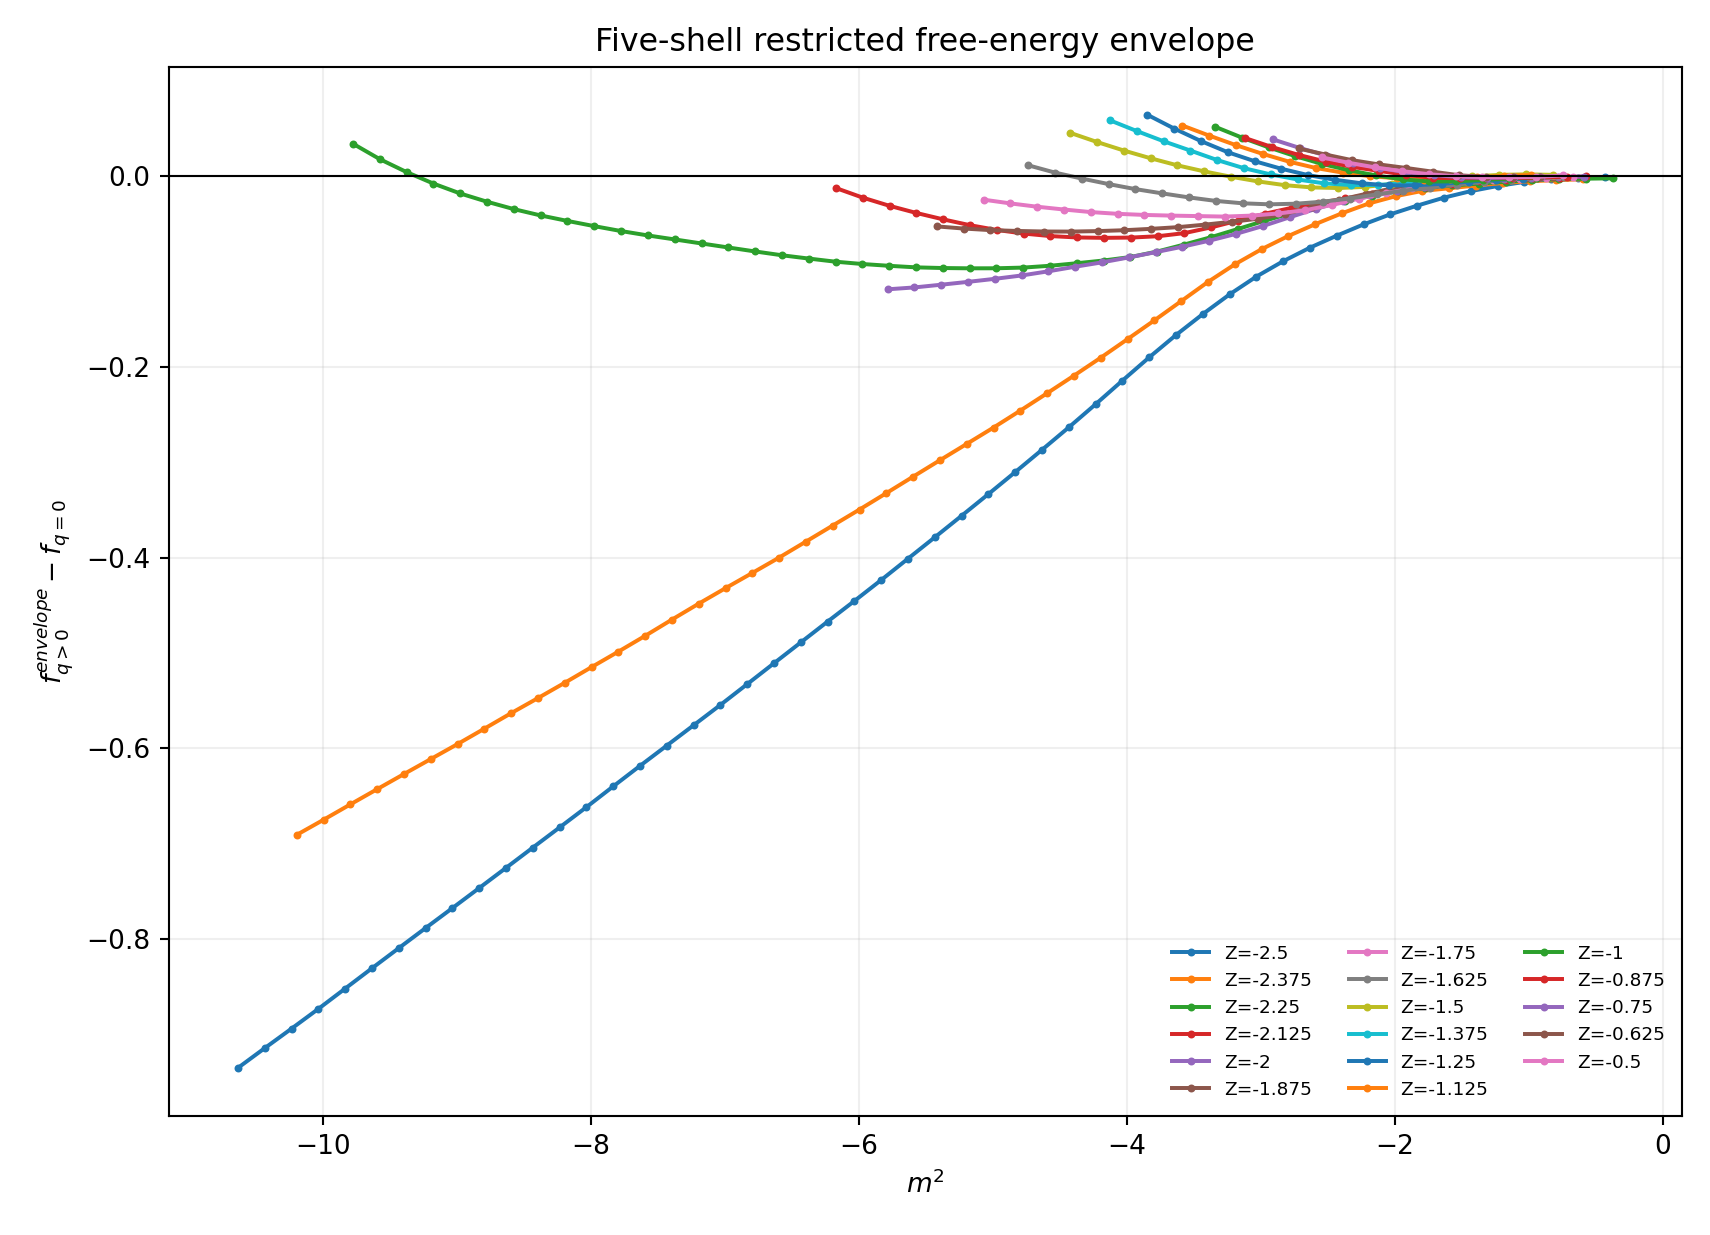 Five-shell restricted free-energy envelope
0.0
−0.2
−0.4
−0.6
−0.8
f^{envelope}_{q>0} − f_{q=0}
Z=-2.5 Z=-1.75 Z=-1
Z=-2.375 Z=-1.625 Z=-0.875
Z=-2.25 Z=-1.5 Z=-0.75
Z=-2.125 Z=-1.375 Z=-0.625
Z=-2 Z=-1.25 Z=-0.5
Z=-1.875 Z=-1.125
−10 −8 −6 −4 −2 0
m²